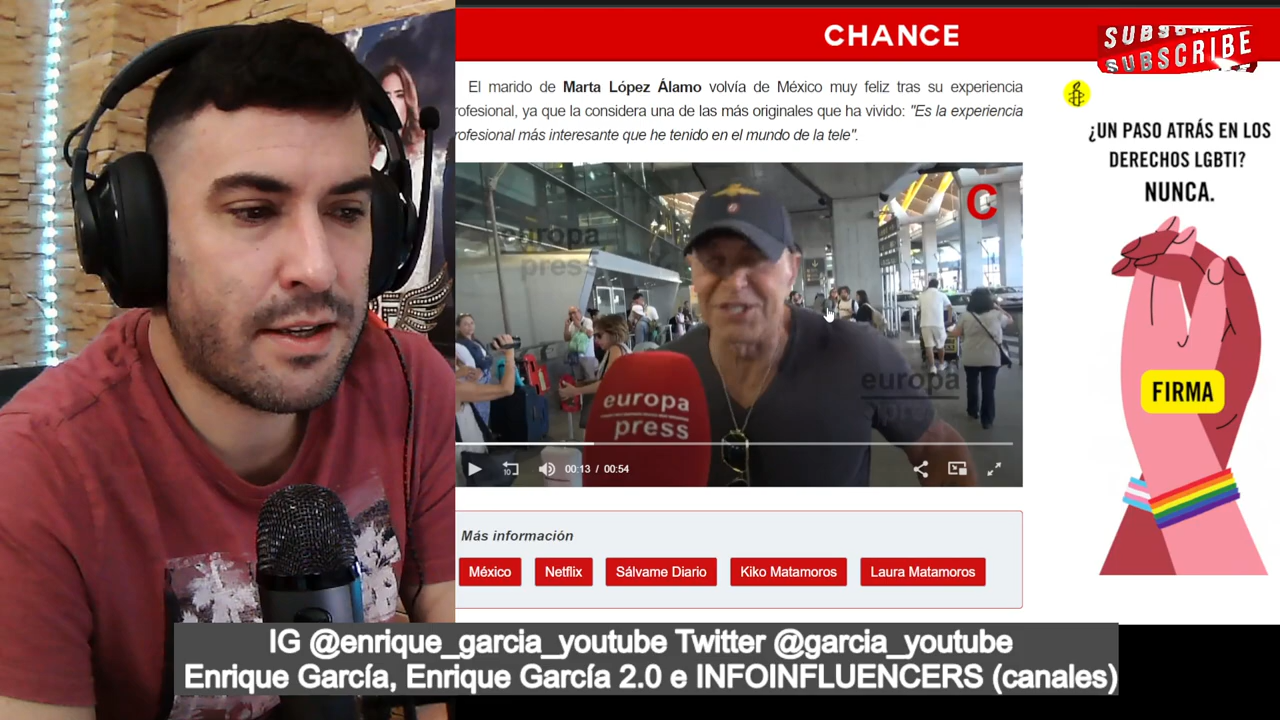 CHANCE
SUBSCRIBE
SUBSCRIBE
El marido de Marta López Álamo volvía de México muy feliz tras su experiencia
rofesional, ya que la considera una de las más originales que ha vivido: "Es la experiencia
rofesional más interesante que he tenido en el mundo de la tele".
¿UN PASO ATRÁS EN LOS
DERECHOS LGBTI?
NUNCA.
FIRMA
C
europa
press
europa
press
europa
00:13 / 00:54
10
Más información
México
Netflix
Sálvame Diario
Kiko Matamoros
Laura Matamoros
IG @enrique_garcia_youtube Twitter @garcia_youtube
Enrique García, Enrique García 2.0 e INFOINFLUENCERS (canales)